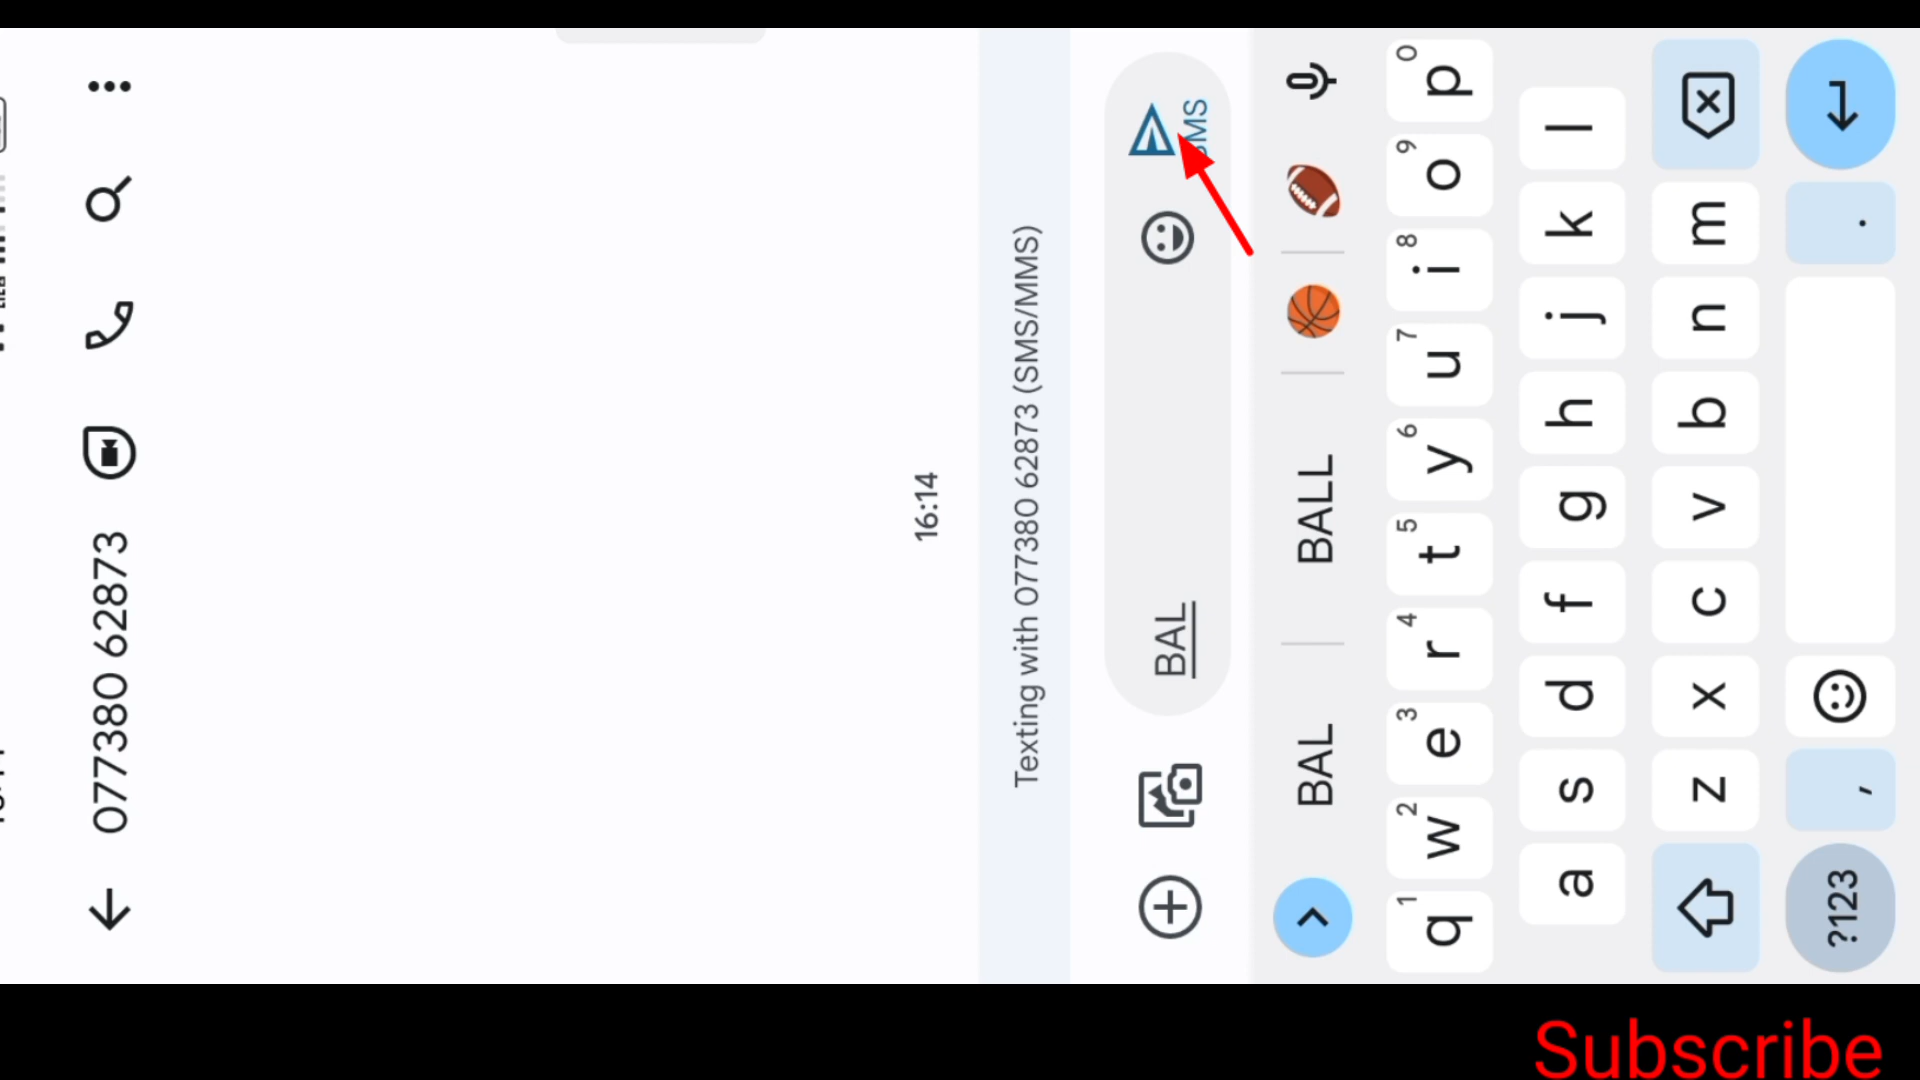 077380 62873
16:14
Texting with 077380 62873 (SMS/MMS)
BAL
SMS
BAL BALL
q 1 w 2 e 3 r 4 t 5 y 6 u 7 i 8 o 9 p 0
a s d f g h j k l
z x c v b n m
?123 , .
Subscribe